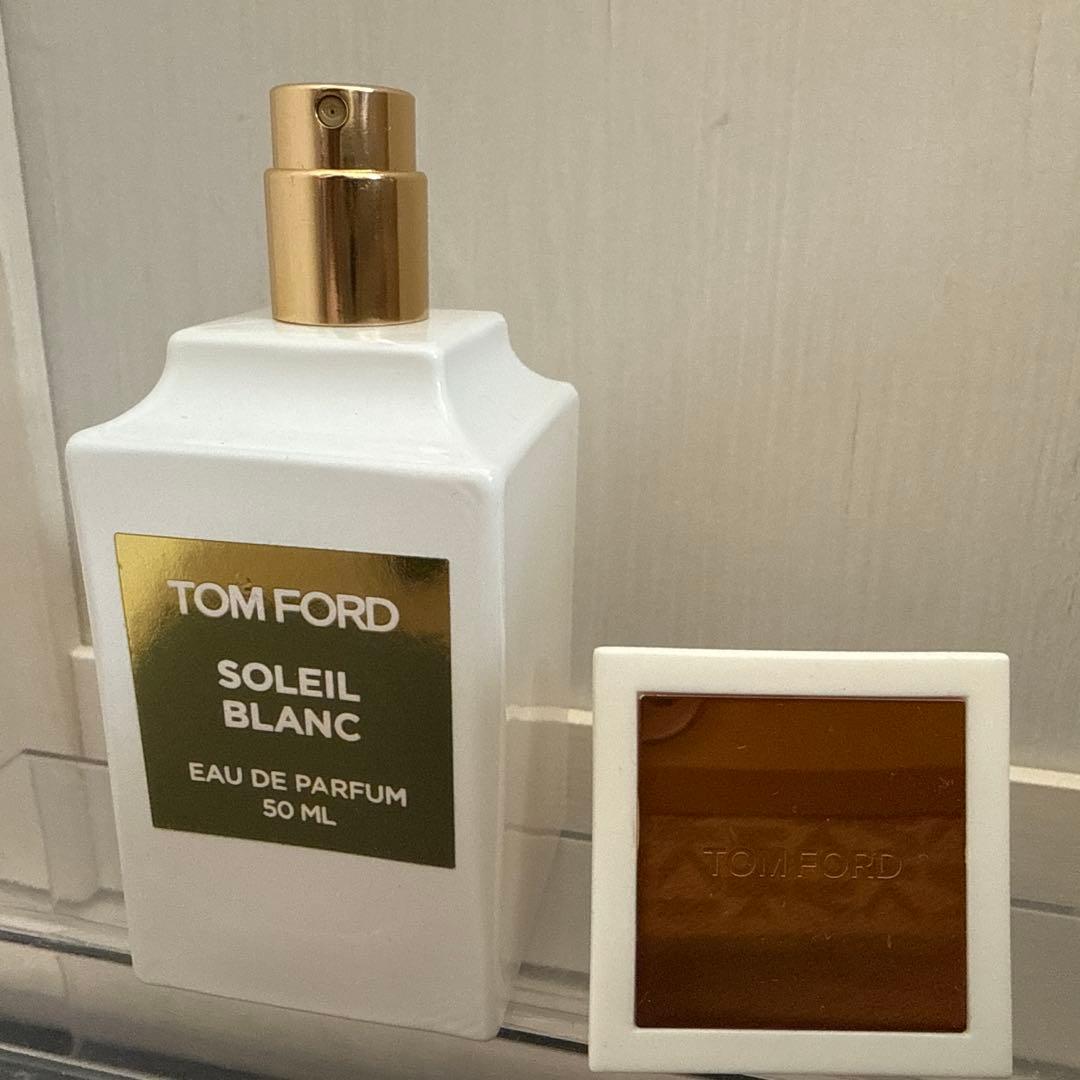 TOM FORD
SOLEIL
BLANC
EAU DE PARFUM
50 ML
TOM FORD